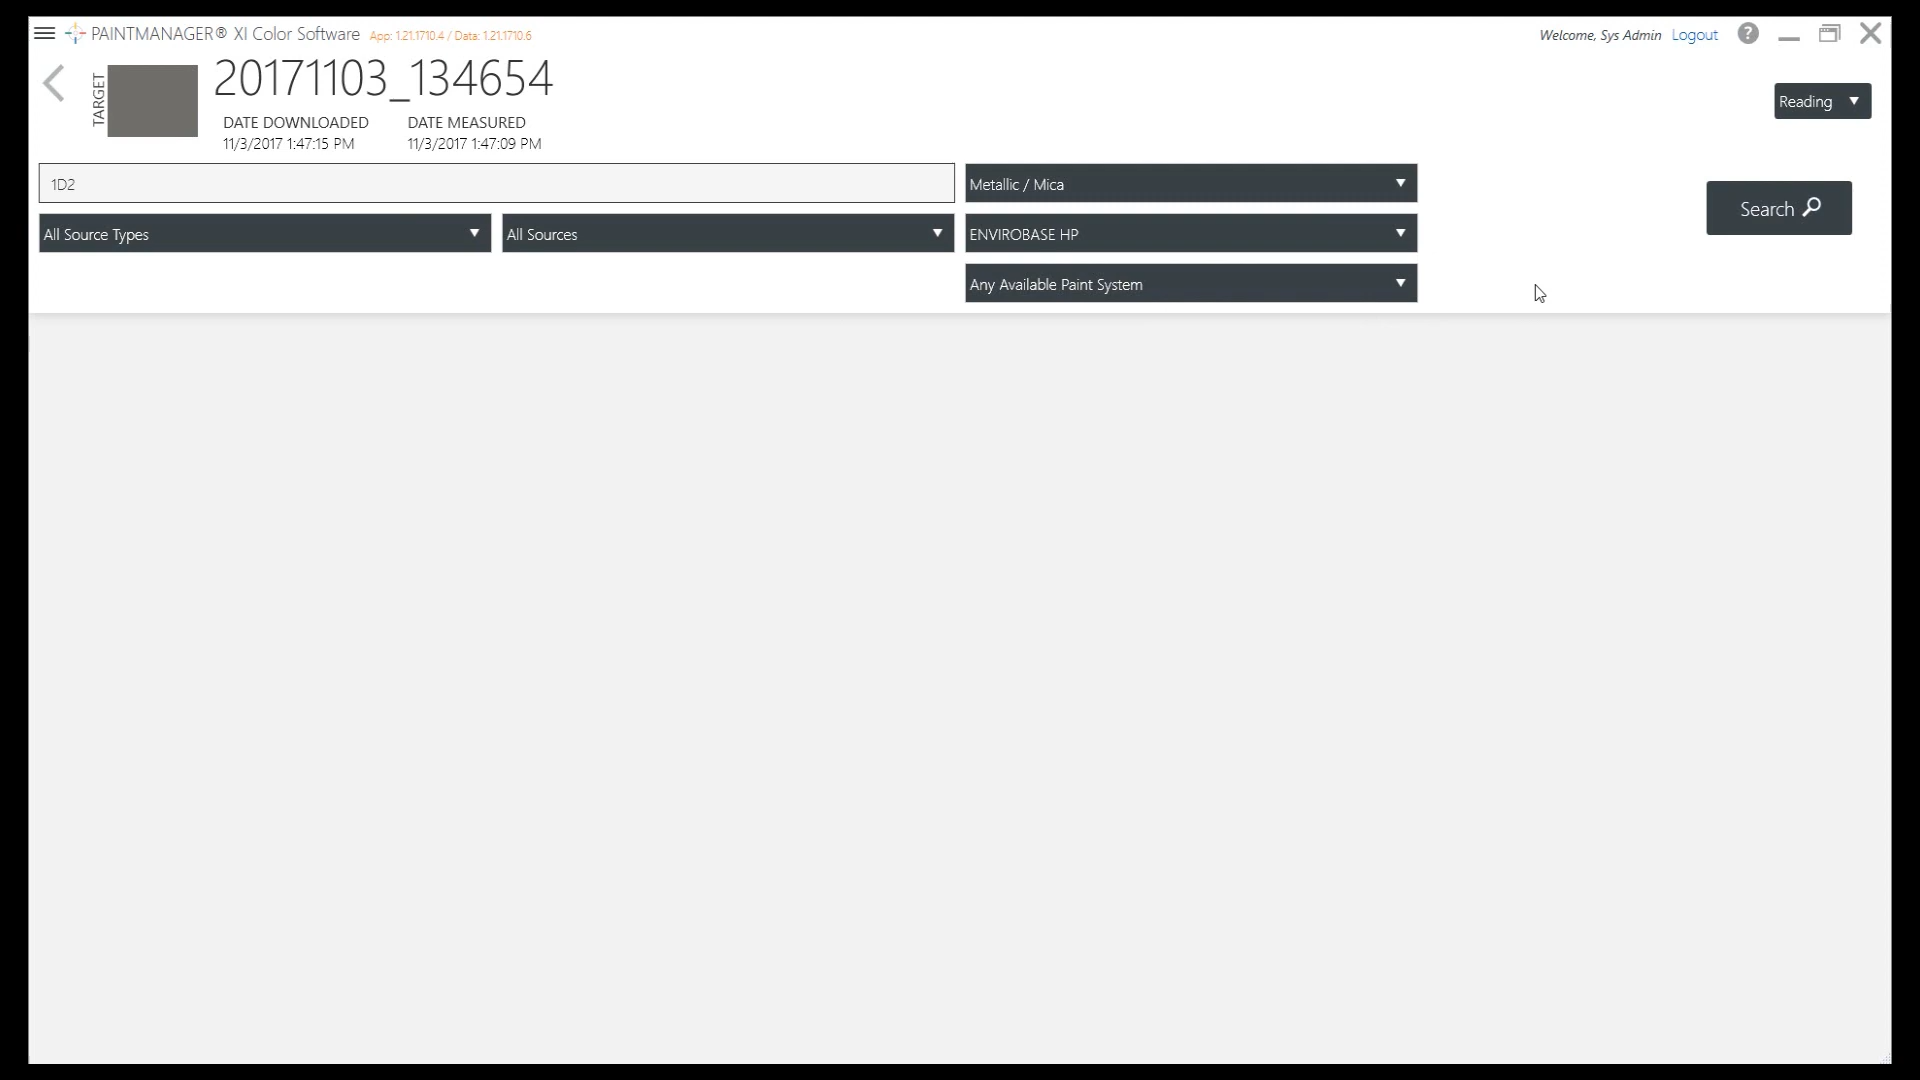 PAINTMANAGER® XI Color Software App: 1.21.1710.4 / Data: 1.21.1710.6
Welcome, Sys Admin Logout ?
TARGET
20171103_134654
DATE DOWNLOADED DATE MEASURED
11/3/2017 1:47:15 PM 11/3/2017 1:47:09 PM
Reading
1D2
Metallic / Mica
Search
All Source Types
All Sources
ENVIROBASE HP
Any Available Paint System